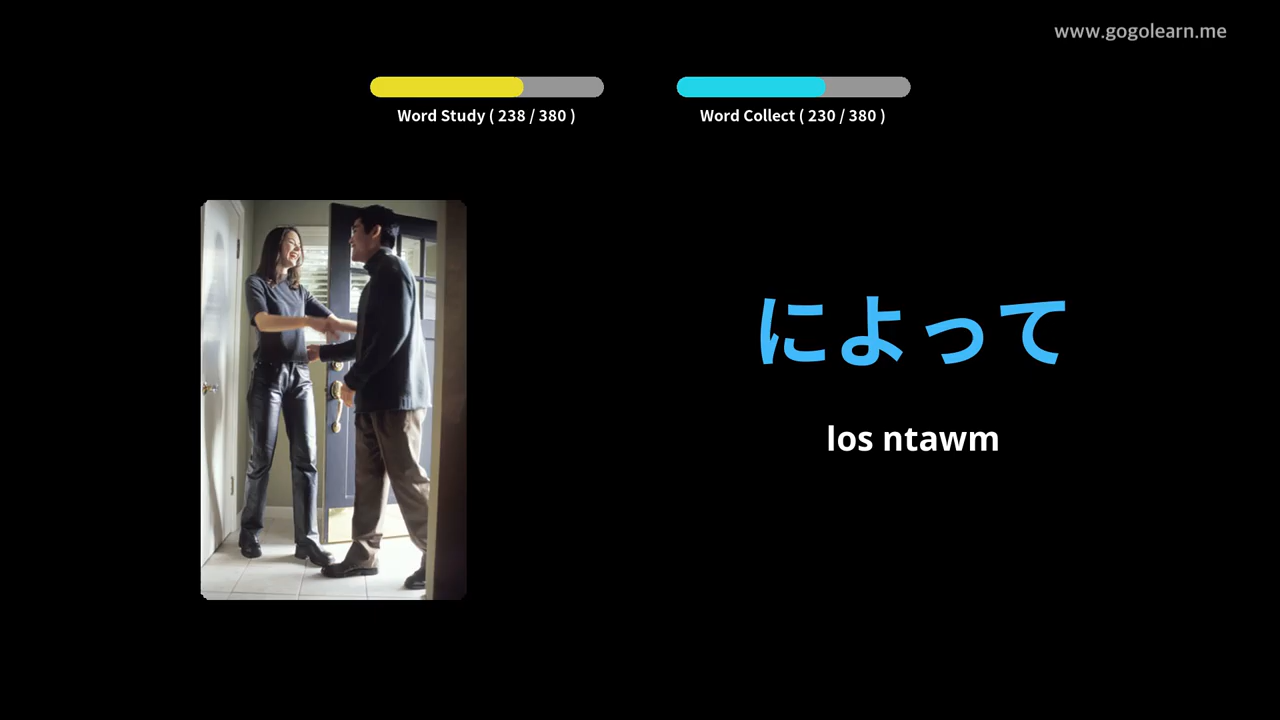 www.gogolearn.me
Word Study ( 238 / 380 )
Word Collect ( 230 / 380 )
によって
los ntawm